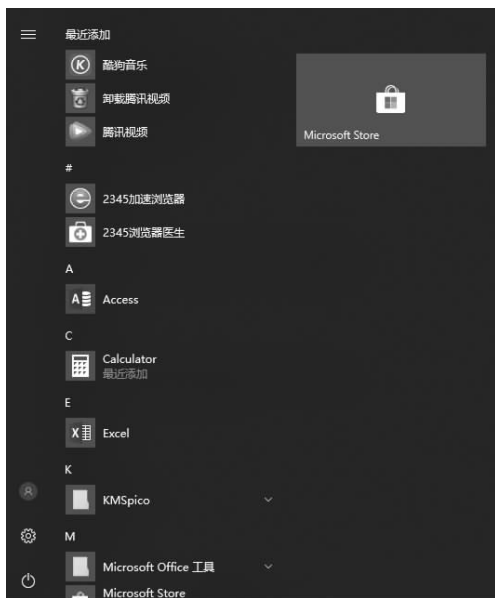 最近添加
酷狗音乐
卸载腾讯视频
腾讯视频
Microsoft Store
#
2345加速浏览器
2345浏览器医生
A
Access
C
Calculator
最近添加
E
Excel
K
KMSpico
M
Microsoft Office 工具
Microsoft Store